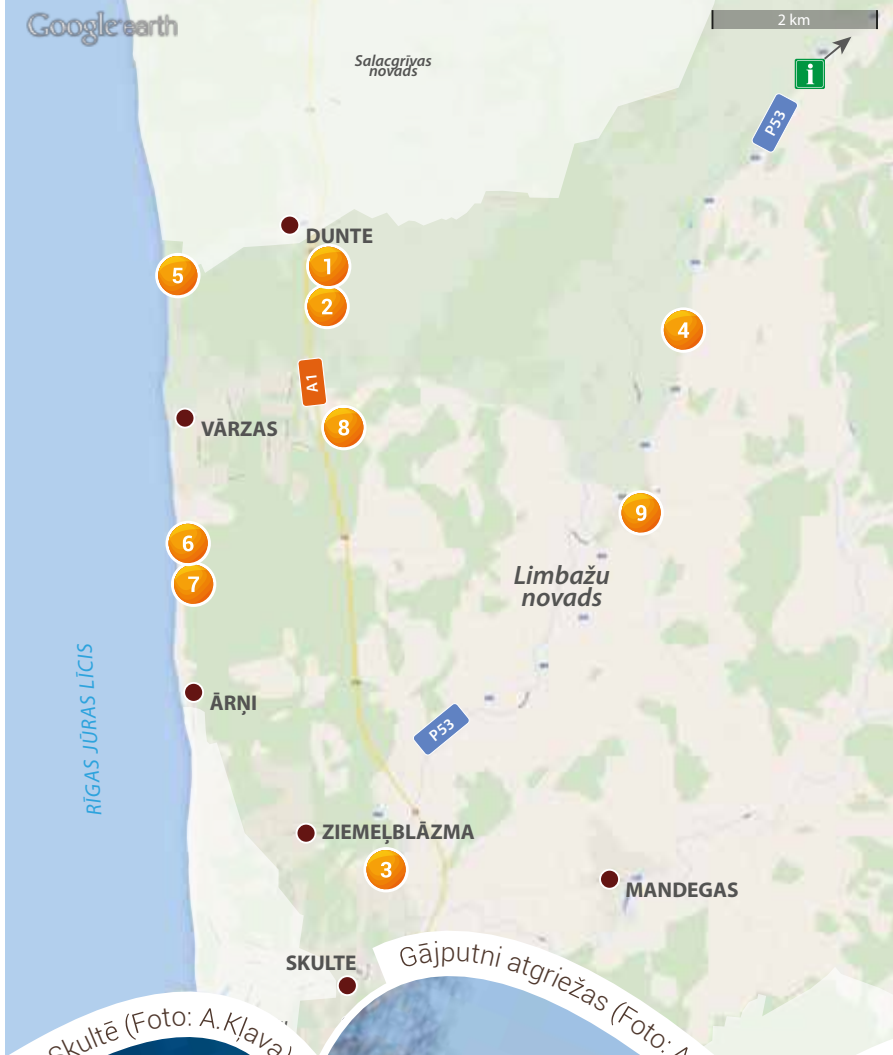 Google earth
2 km
Salacgrīvas
novads
i
P53
DUNTE
1
5
2
4
A1
VĀRZAS
8
9
6
Limbažu
novads
7
RĪGAS JŪRAS LĪCIS
ĀRŅI
P53
ZIEMEĻBLĀZMA
3
MANDEGAS
SKULTE
Gājputni atgriežas (Foto: A
Skultē (Foto: A.Kļava)